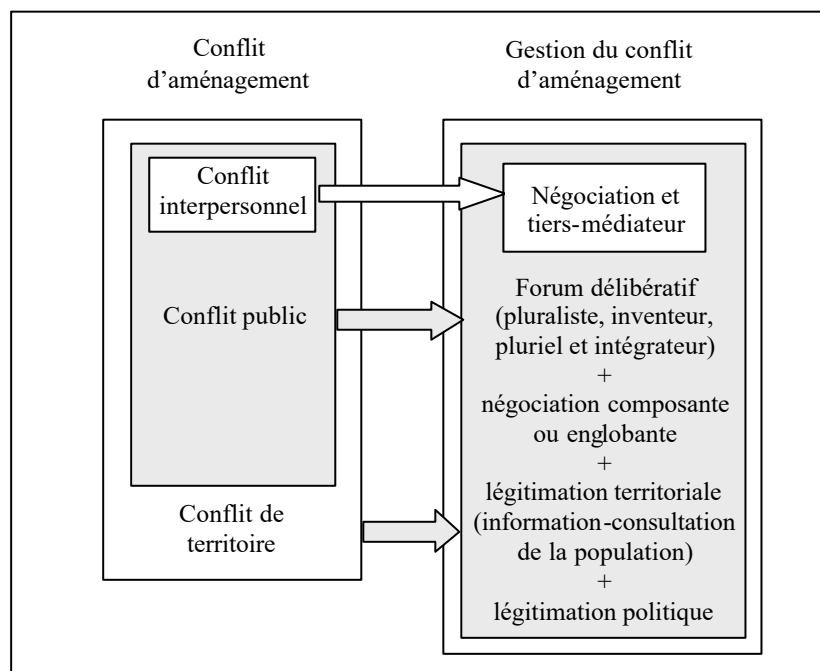 Conflit
d’aménagement
Gestion du conflit
d’aménagement
Conflit
interpersonnel
Négociation et
tiers-médiateur
Conflit public
Forum délibératif
(pluraliste, inventeur,
pluriel et intégrateur)
+
négociation composante
ou englobante
+
légitimation territoriale
(information-consultation
de la population)
+
légitimation politique
Conflit de
territoire